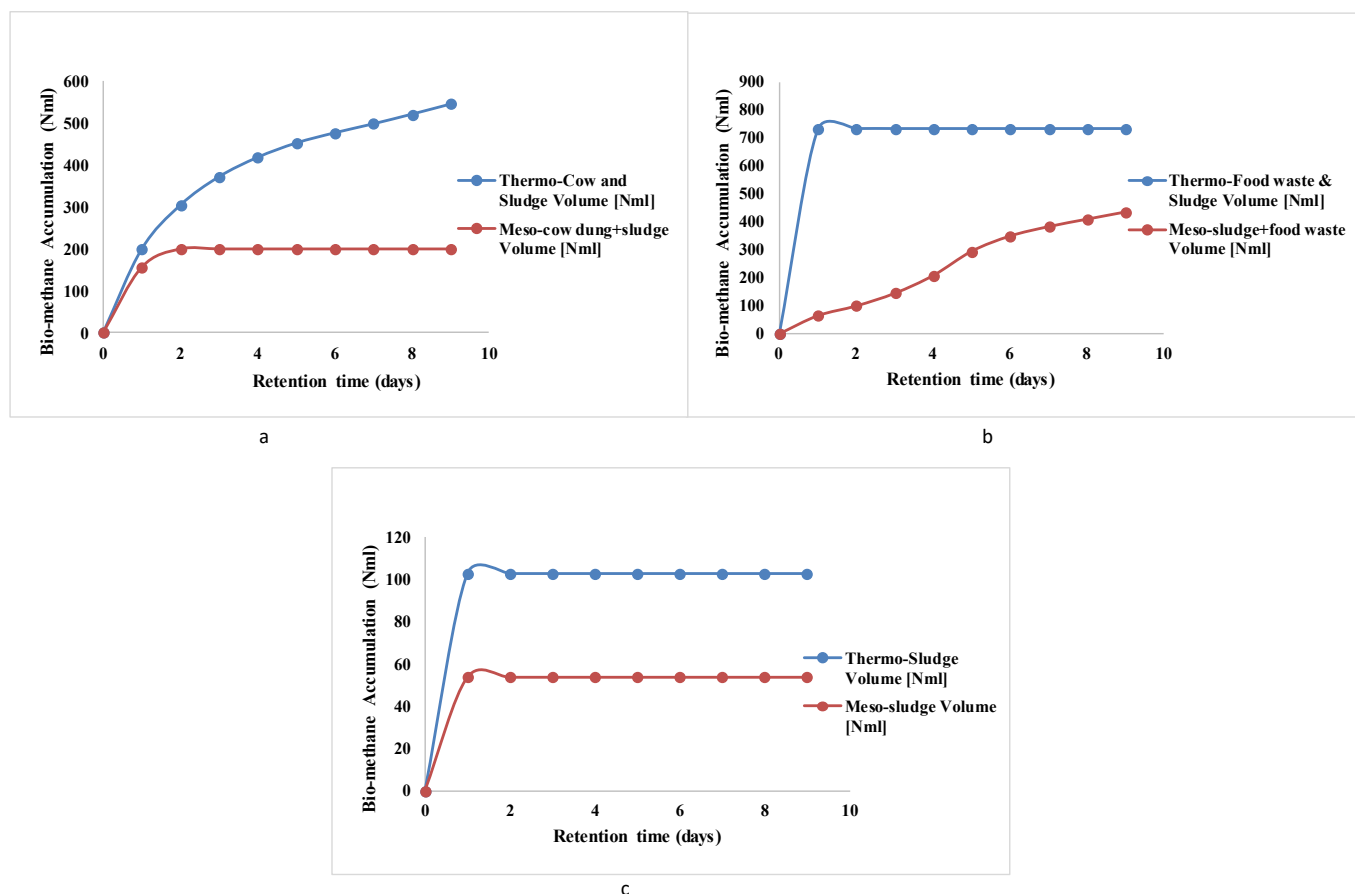 Bio-methane Accumulation (Nml)
600
500
400
300
200
100
0
0 2 4 6 8 10
Retention time (days)
Thermo-Cow and
Sludge Volume [Nml]
Meso-cow dung+sludge
Volume [Nml]
a
Bio-methane Accumulation (Nml)
900
800
700
600
500
400
300
200
100
0
0 2 4 6 8 10
Retention time (days)
Thermo-Food waste &
Sludge Volume [Nml]
Meso-sludge+food waste
Volume [Nml]
b
Bio-methane Accumulation (Nml)
120
100
80
60
40
20
0
0 2 4 6 8 10
Retention time (days)
Thermo-Sludge
Volume [Nml]
Meso-sludge Volume
[Nml]
c